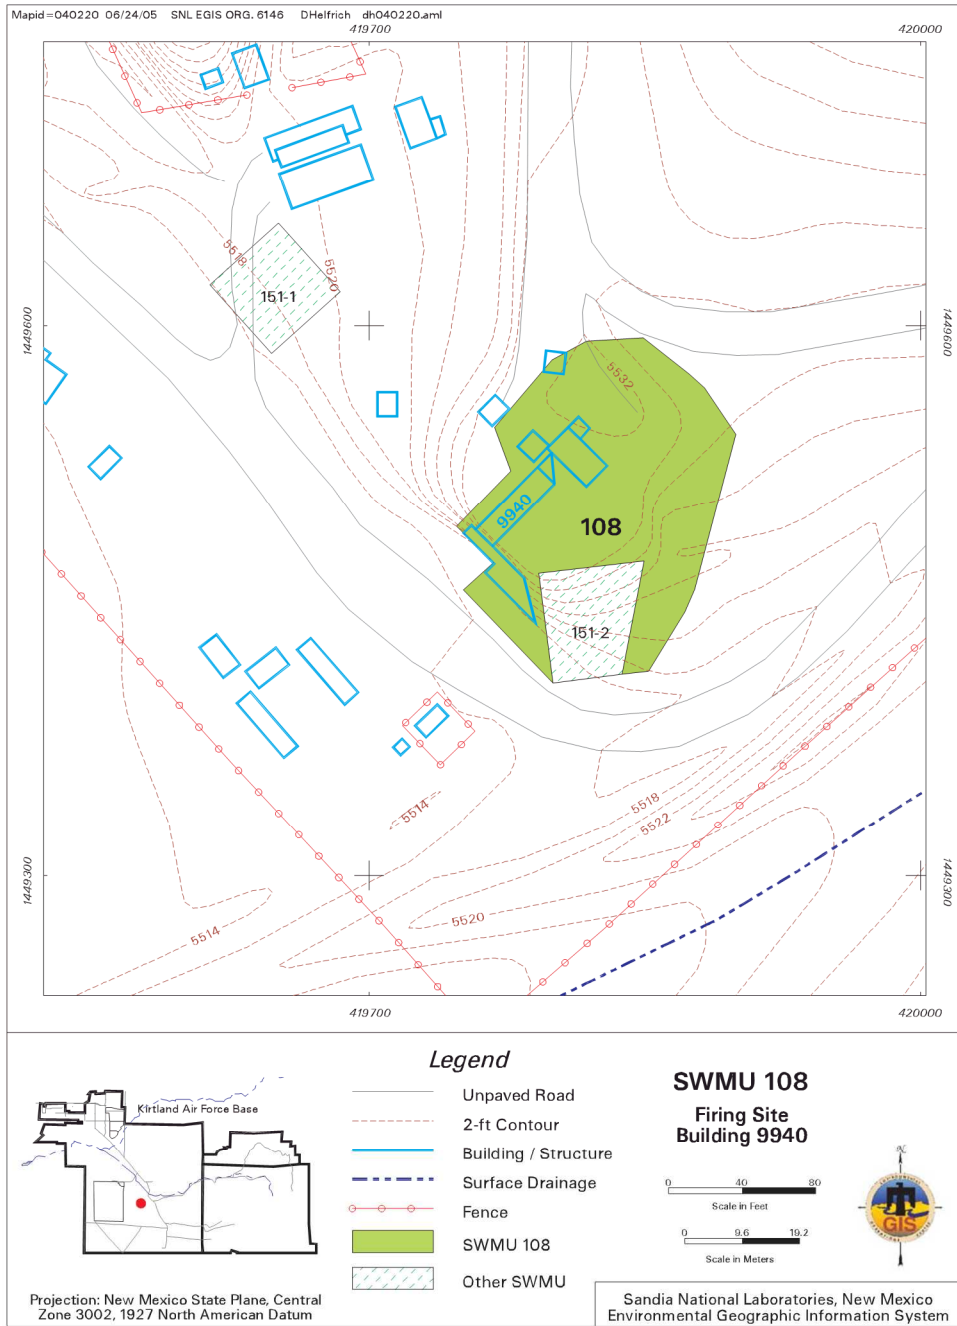 Mapid=040220 06/24/05 SNL EGIS ORG. 6146 DHelfrich dh040220.aml
419700 420000
5518
5520
151-1
1449600 1449600
5532
9940
108
151-2
5518
5514
5522
1449300 1449300
5520
5514
419700 420000
Legend
Unpaved Road
2-ft Contour
Building / Structure
Surface Drainage
Fence
SWMU 108
Other SWMU
Kirtland Air Force Base
Projection: New Mexico State Plane, Central
Zone 3002, 1927 North American Datum
SWMU 108
Firing Site
Building 9940
0 40 80
Scale in Feet
0 9.6 19.2
Scale in Meters
GIS
Sandia National Laboratories, New Mexico
Environmental Geographic Information System